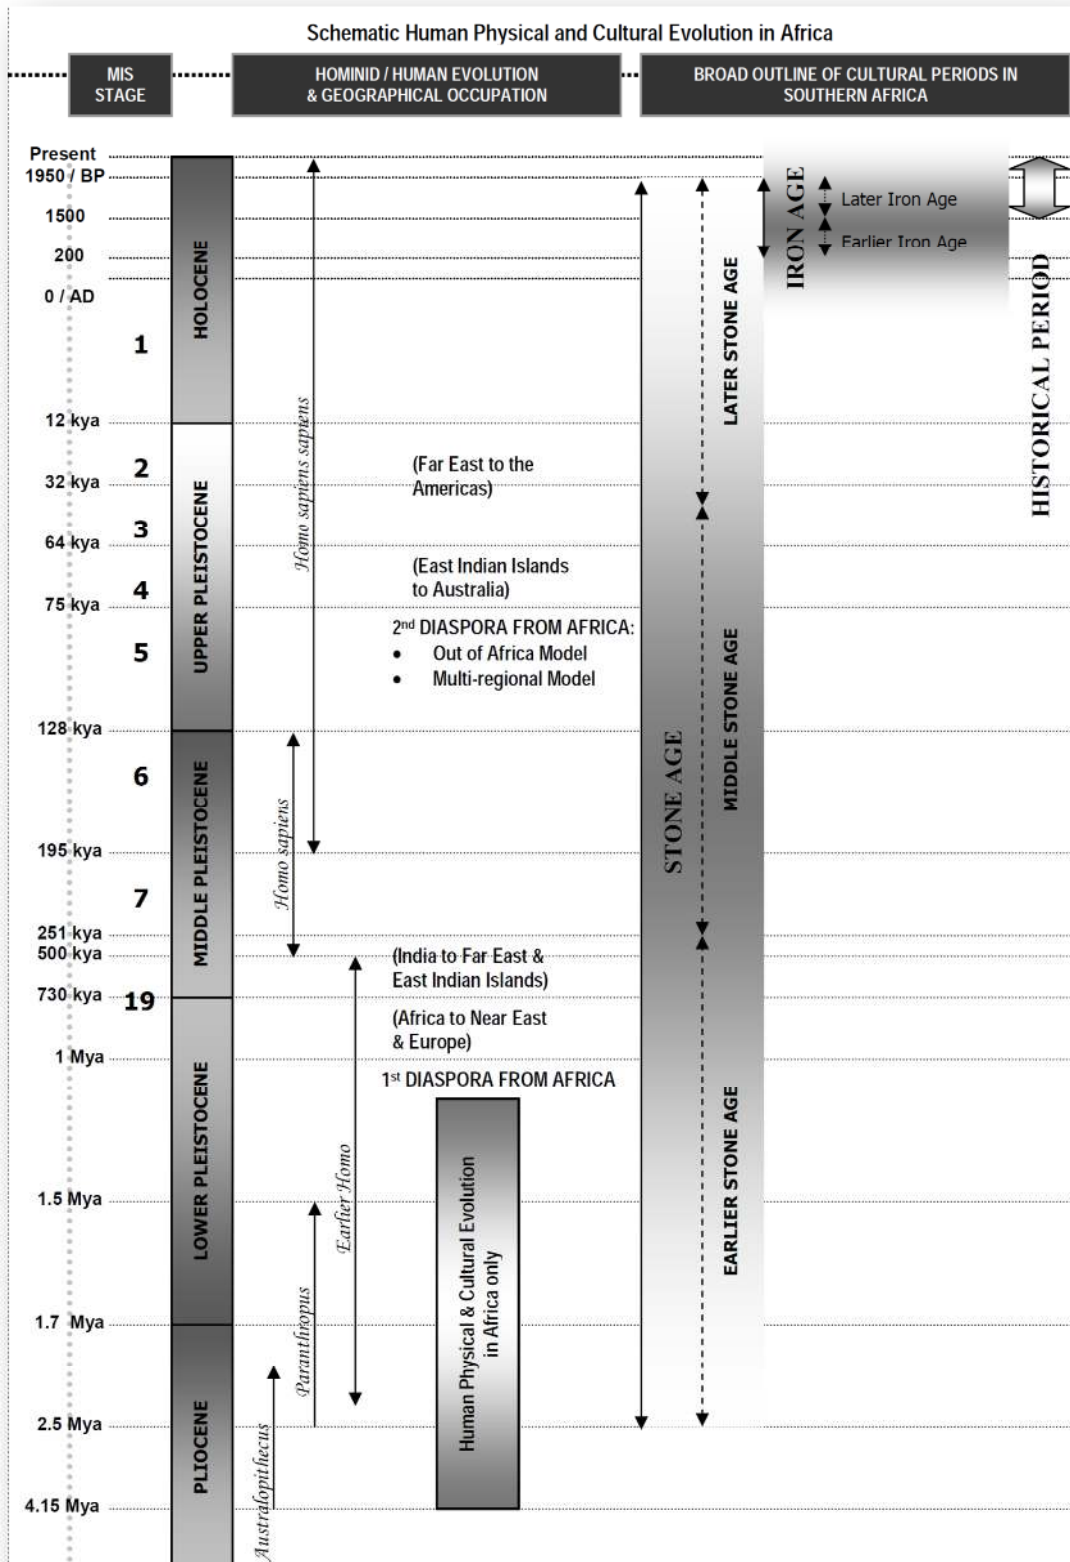 Schematic Human Physical and Cultural Evolution in Africa
MIS
STAGE
HOMINID / HUMAN EVOLUTION
& GEOGRAPHICAL OCCUPATION
BROAD OUTLINE OF CULTURAL PERIODS IN
SOUTHERN AFRICA
Present
1950 / BP
1500
200
0 / AD
12 kya
32 kya
64 kya
75 kya
128 kya
195 kya
251 kya
500 kya
730 kya
1 Mya
1.5 Mya
1.7 Mya
2.5 Mya
4.15 Mya
1
2
3
4
5
6
7
19
HOLOCENE
UPPER PLEISTOCENE
MIDDLE PLEISTOCENE
LOWER PLEISTOCENE
PLIOCENE
Homo sapiens sapiens
Homo sapiens
Earlier Homo
Paranthropus
Australopithecus
(Far East to the
Americas)
(East Indian Islands
to Australia)
2nd DIASPORA FROM AFRICA:
• Out of Africa Model
• Multi-regional Model
(India to Far East &
East Indian Islands)
(Africa to Near East
& Europe)
1st DIASPORA FROM AFRICA
Human Physical & Cultural Evolution
in Africa only
STONE AGE
LATER STONE AGE
MIDDLE STONE AGE
EARLIER STONE AGE
IRON AGE
Later Iron Age
Earlier Iron Age
HISTORICAL PERIOD